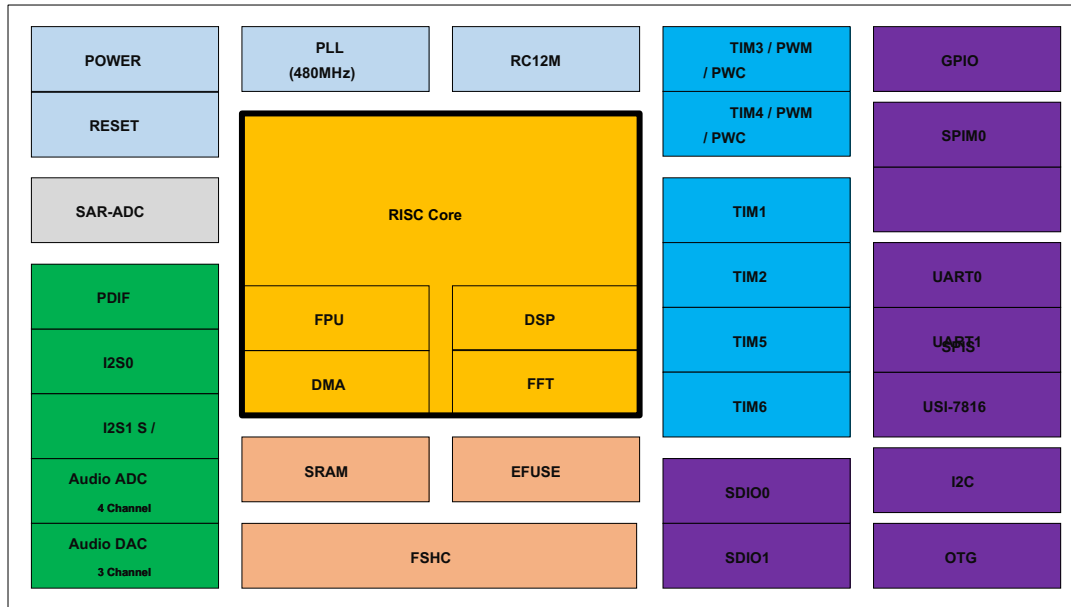 POWER
RESET
SAR-ADC
PDIF
I2S0
I2S1 S /
Audio ADC
4 Channel
Audio DAC
3 Channel
PLL
(480MHz)
RC12M
RISC Core
FPU
DSP
DMA
FFT
SRAM
EFUSE
FSHC
TIM3 / PWM
/ PWC
TIM4 / PWM
/ PWC
TIM1
TIM2
TIM5
TIM6
SDIO0
SDIO1
GPIO
SPIM0
UART0
UART1
SPIS
USI-7816
I2C
OTG